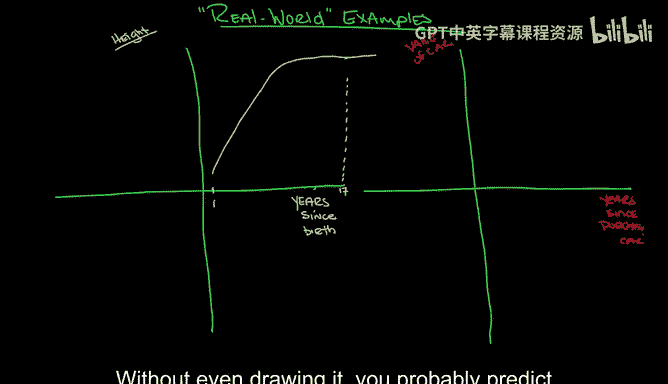 "REAL-WORLD" EXAMPLES
GPT中英字幕课程资源 bilibili
Height
VALUE
OF CAR
1
17
YEARS
Since
birth
YEARS
SINCE
PURCHASE
CAR
Without even drawing it, you probably predict